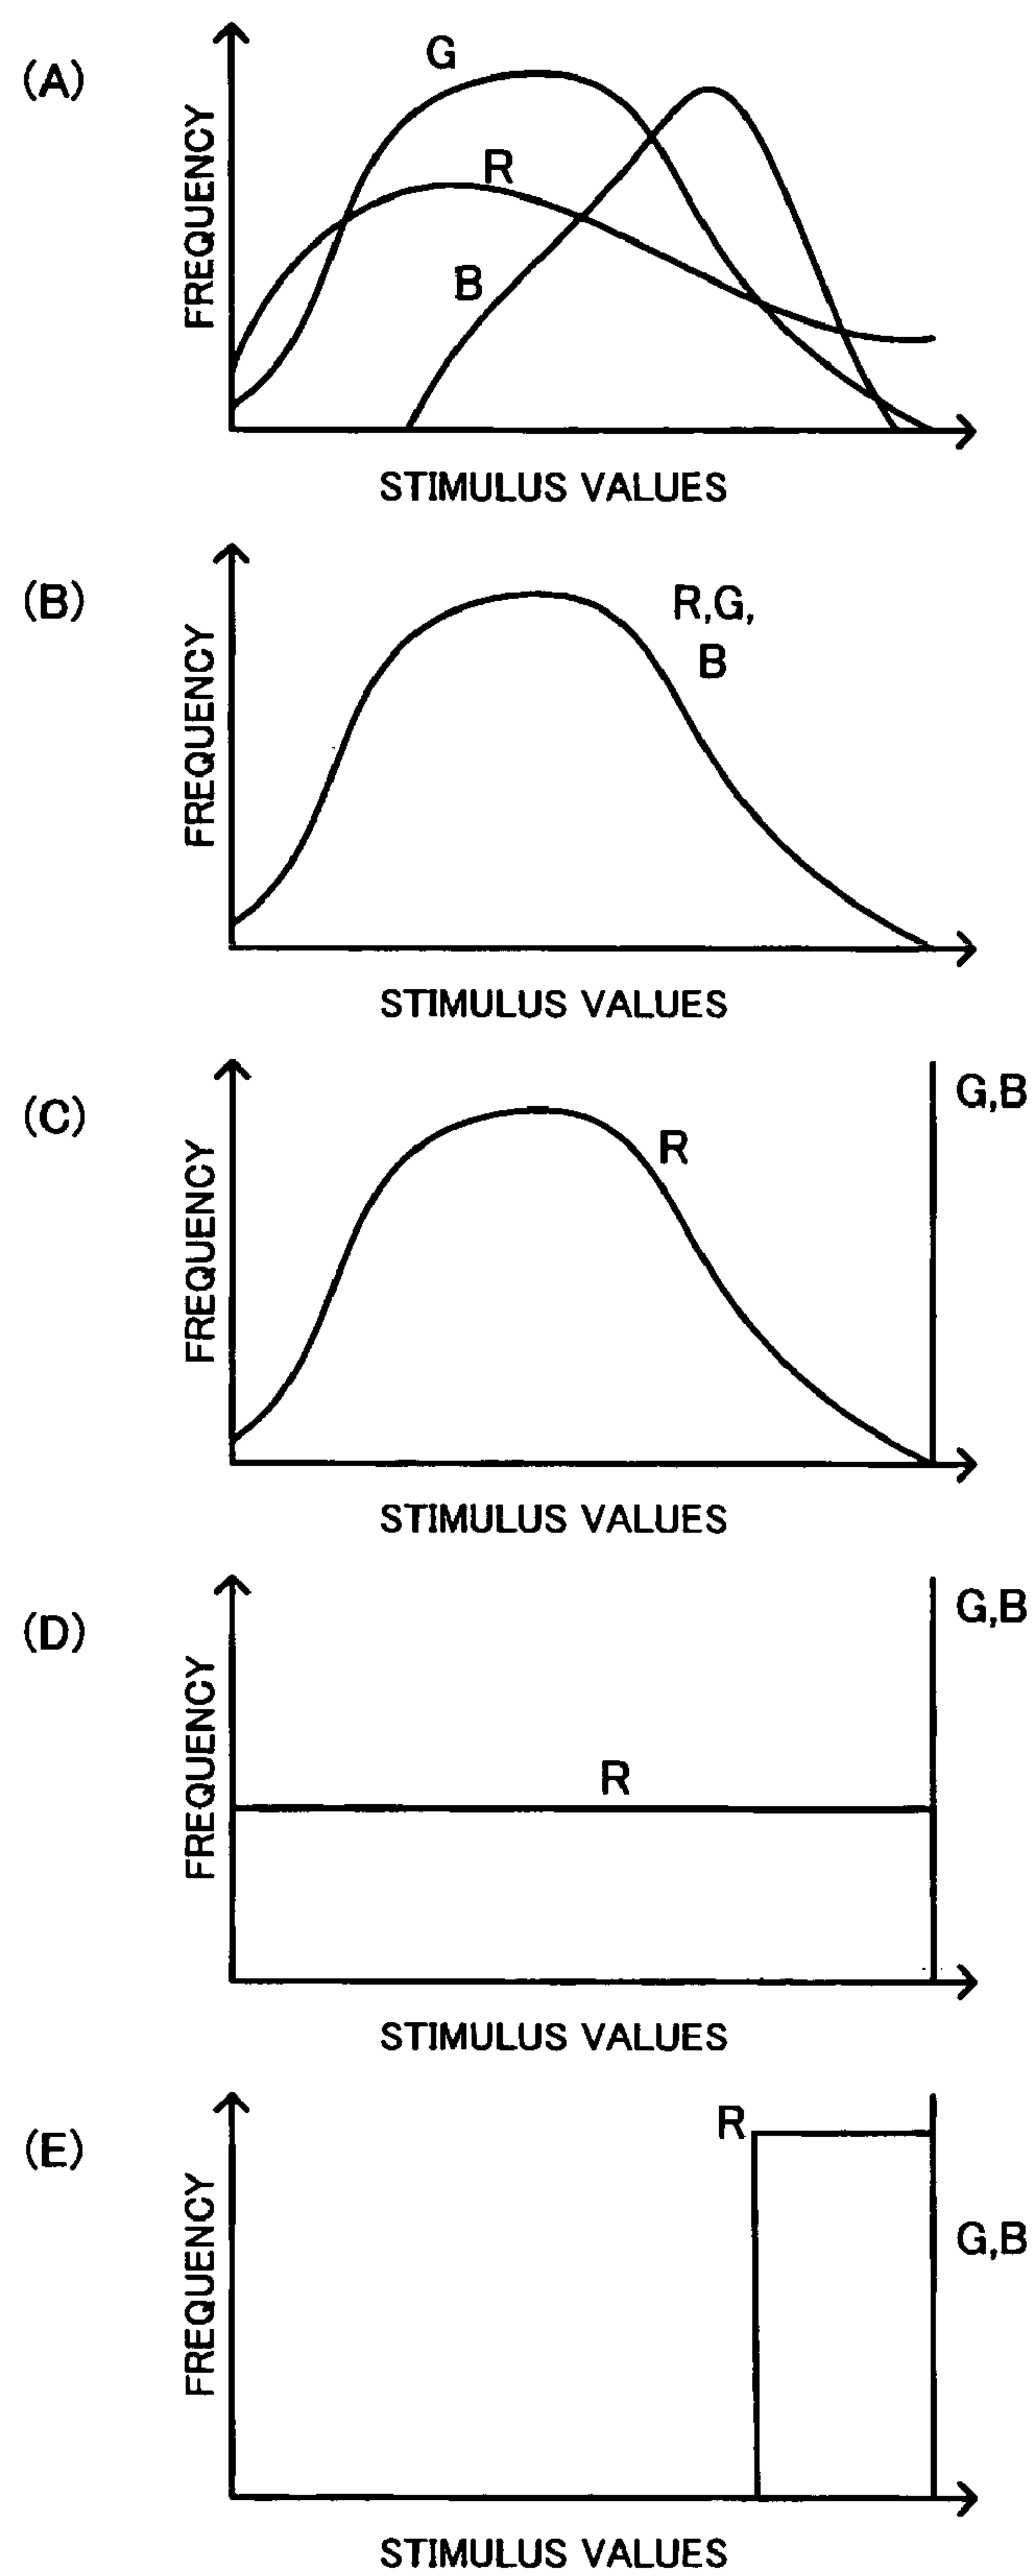 (A)
FREQUENCY
G
R
B
STIMULUS VALUES
(B)
FREQUENCY
R,G,
B
STIMULUS VALUES
(C)
FREQUENCY
R
G,B
STIMULUS VALUES
(D)
FREQUENCY
R
G,B
STIMULUS VALUES
(E)
FREQUENCY
R
G,B
STIMULUS VALUES